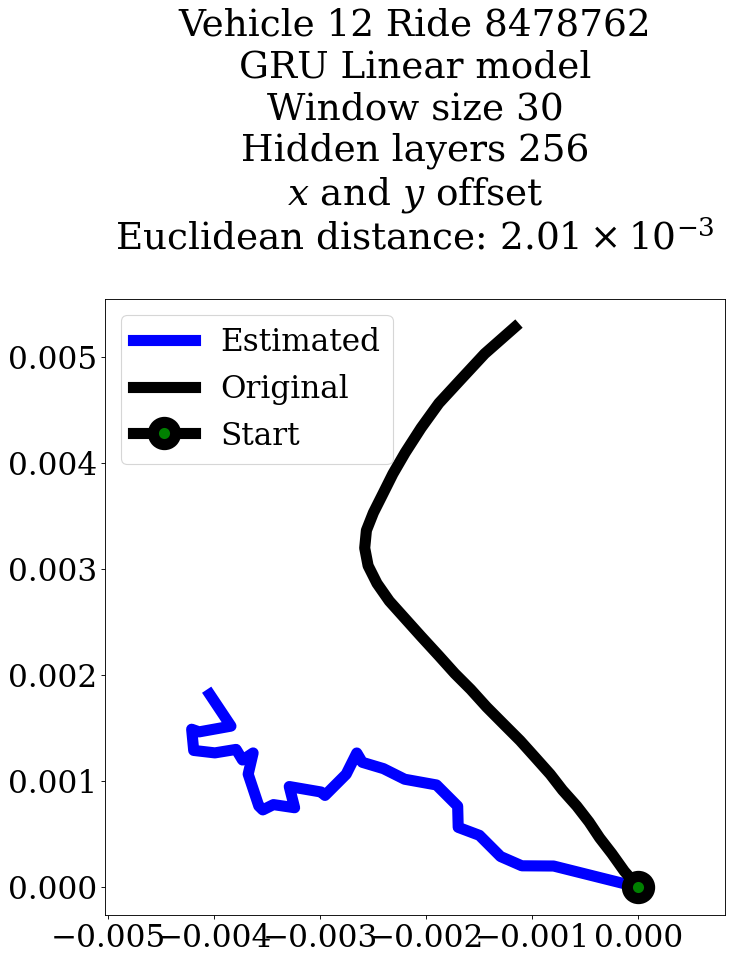 Vehicle 12 Ride 8478762
GRU Linear model
Window size 30
Hidden layers 256
x and y offset
Euclidean distance: 2.01 × 10⁻³
Estimated
Original
Start
0.005
0.004
0.003
0.002
0.001
0.000
−0.005 −0.004 −0.003 −0.002 −0.001 0.000